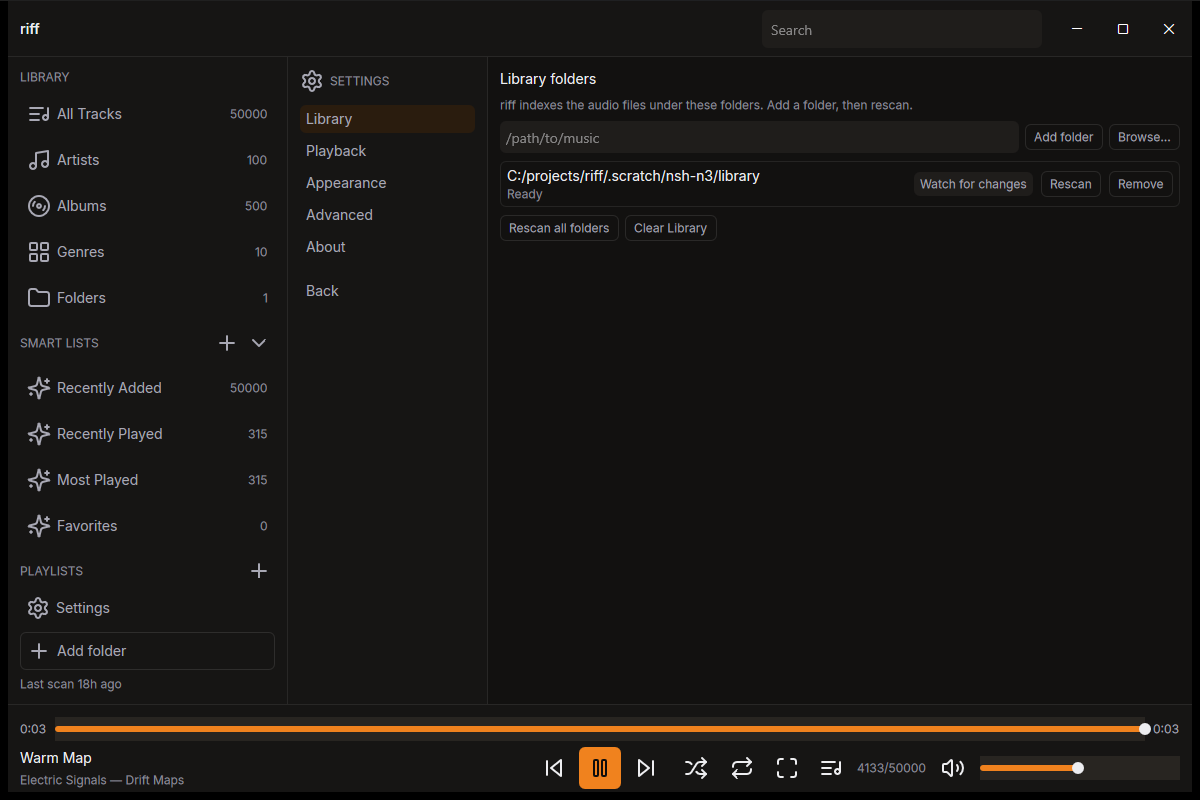 riff
Search
LIBRARY
All Tracks 50000
Artists 100
Albums 500
Genres 10
Folders 1
SMART LISTS
Recently Added 50000
Recently Played 315
Most Played 315
Favorites 0
PLAYLISTS
Settings
Add folder
Last scan 18h ago
SETTINGS
Library
Playback
Appearance
Advanced
About
Back
Library folders
riff indexes the audio files under these folders. Add a folder, then rescan.
/path/to/music Add folder Browse...
C:/projects/riff/.scratch/nsh-n3/library
Ready
Watch for changes Rescan Remove
Rescan all folders Clear Library
0:03 0:03
Warm Map
Electric Signals — Drift Maps
4133/50000